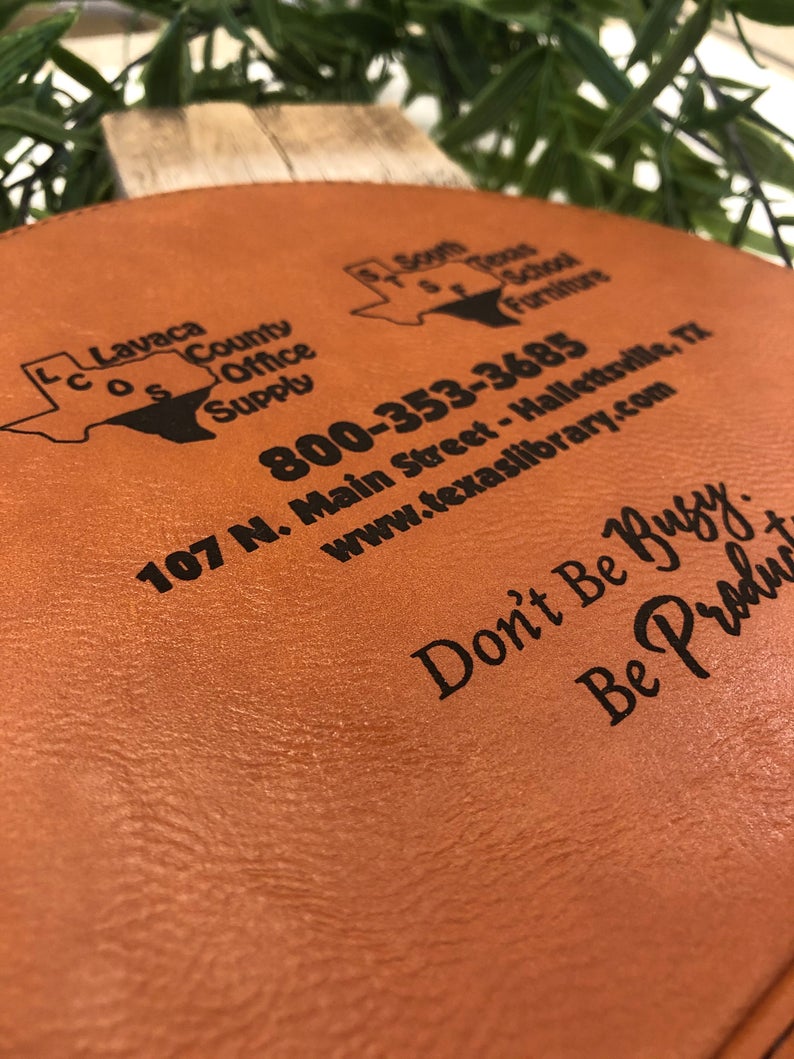 Lavaca
County
Office
Supply
L C O S
South
Texas
School
Furniture
S T S F
800-353-3685
107 N. Main Street - Hallettsville, TX
www.texaslibrary.com
Don't Be Busy.
Be